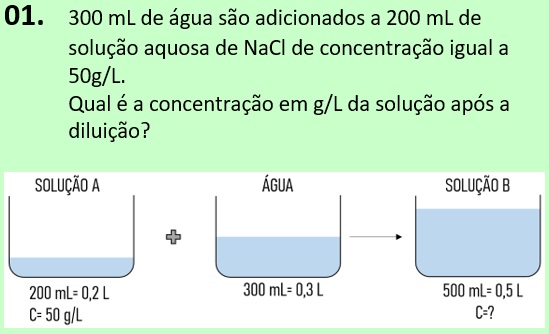 01. 300 mL de água são adicionados a 200 mL de
solução aquosa de NaCl de concentração igual a
50g/L.
Qual é a concentração em g/L da solução após a
diluição?
SOLUÇÃO A
ÁGUA
SOLUÇÃO B
200 mL= 0,2 L
300 mL= 0,3 L
500 mL= 0,5 L
C= 50 g/L
C=?